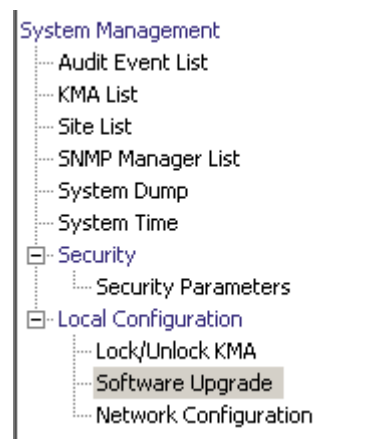 System Management
Audit Event List
KMA List
Site List
SNMP Manager List
System Dump
System Time
Security
Security Parameters
Local Configuration
Lock/Unlock KMA
Software Upgrade
Network Configuration